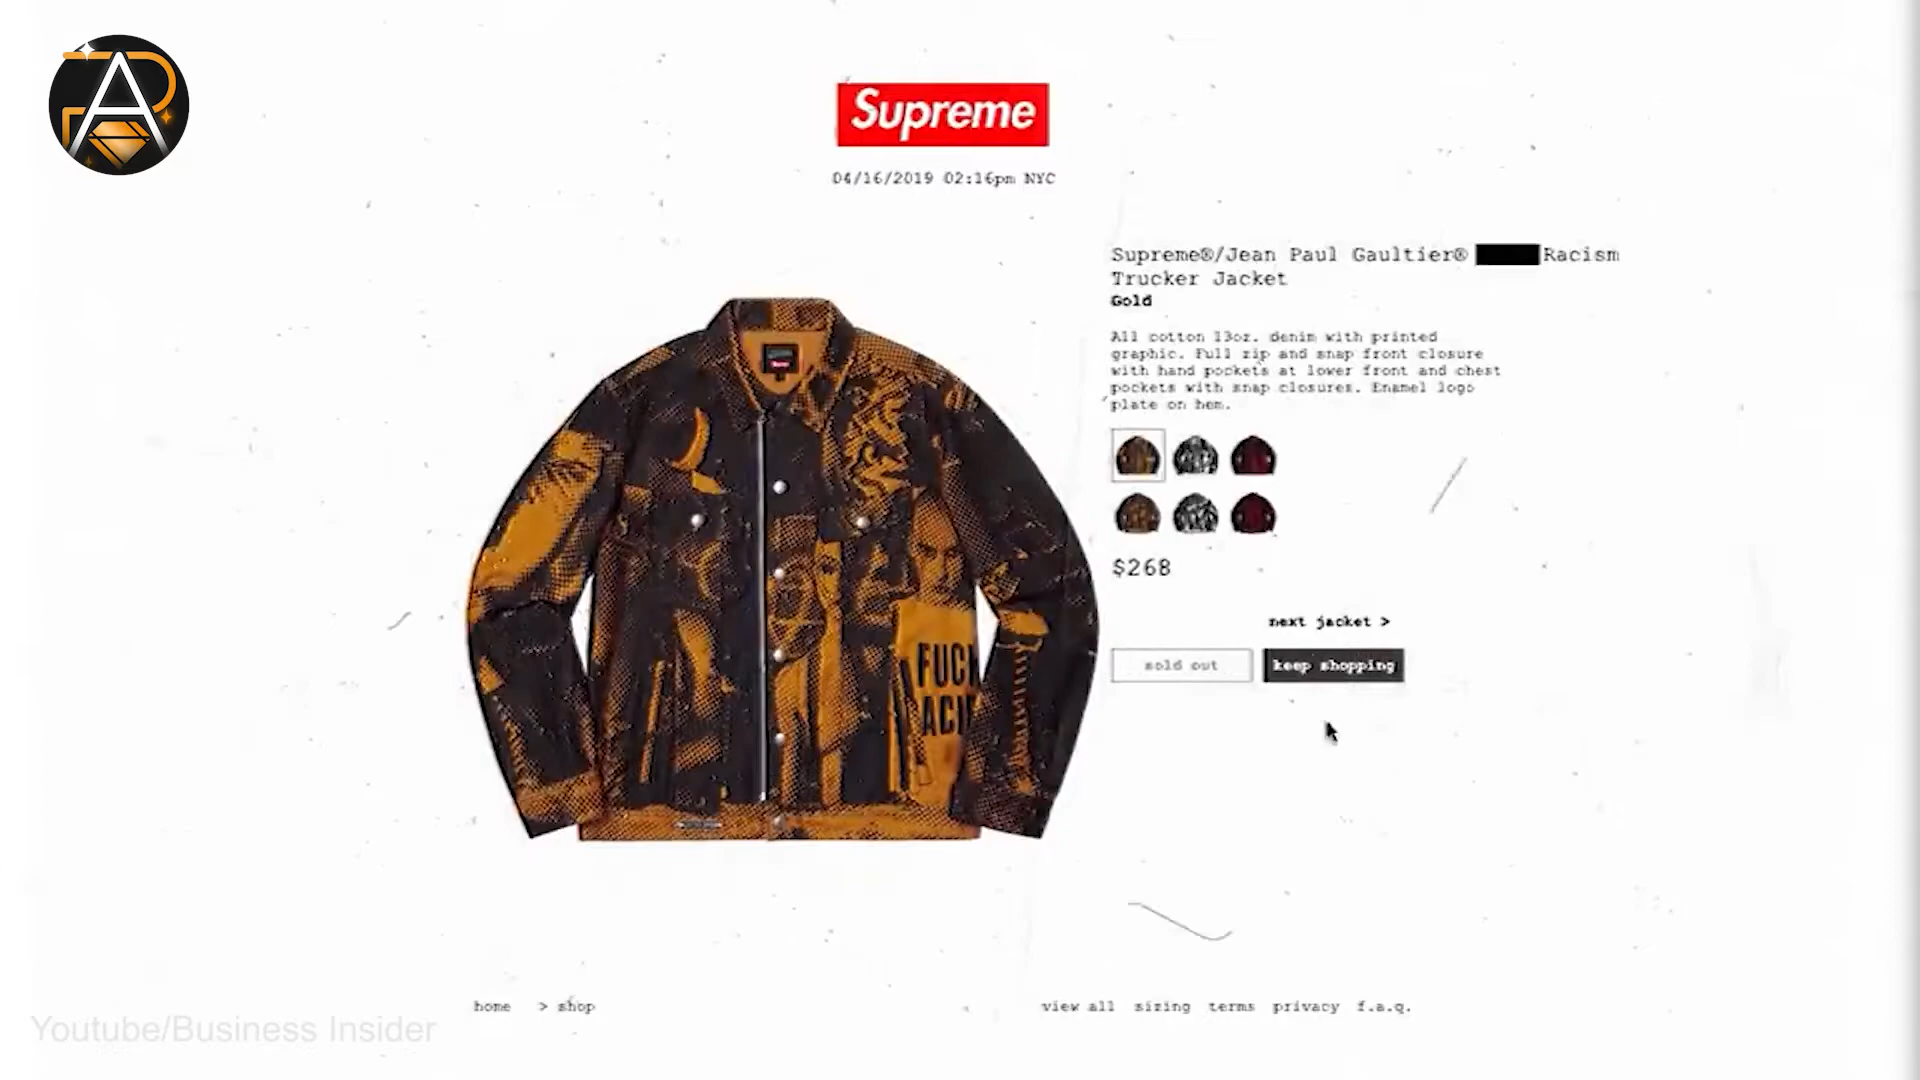 Supreme
04/16/2019 02:16pm NYC
Supreme®/Jean Paul Gaultier® Racism
Trucker Jacket
Gold
All cotton 13oz. denim with printed
graphic. Full zip and snap front closure
with hand pockets at lower front and chest
pockets with snap closures. Enamel logo
plate on hem.
$268
next jacket >
sold out
keep shopping
FUCK
ACI
home > shop
view all sizing terms privacy f.a.q.
Youtube/Business Insider